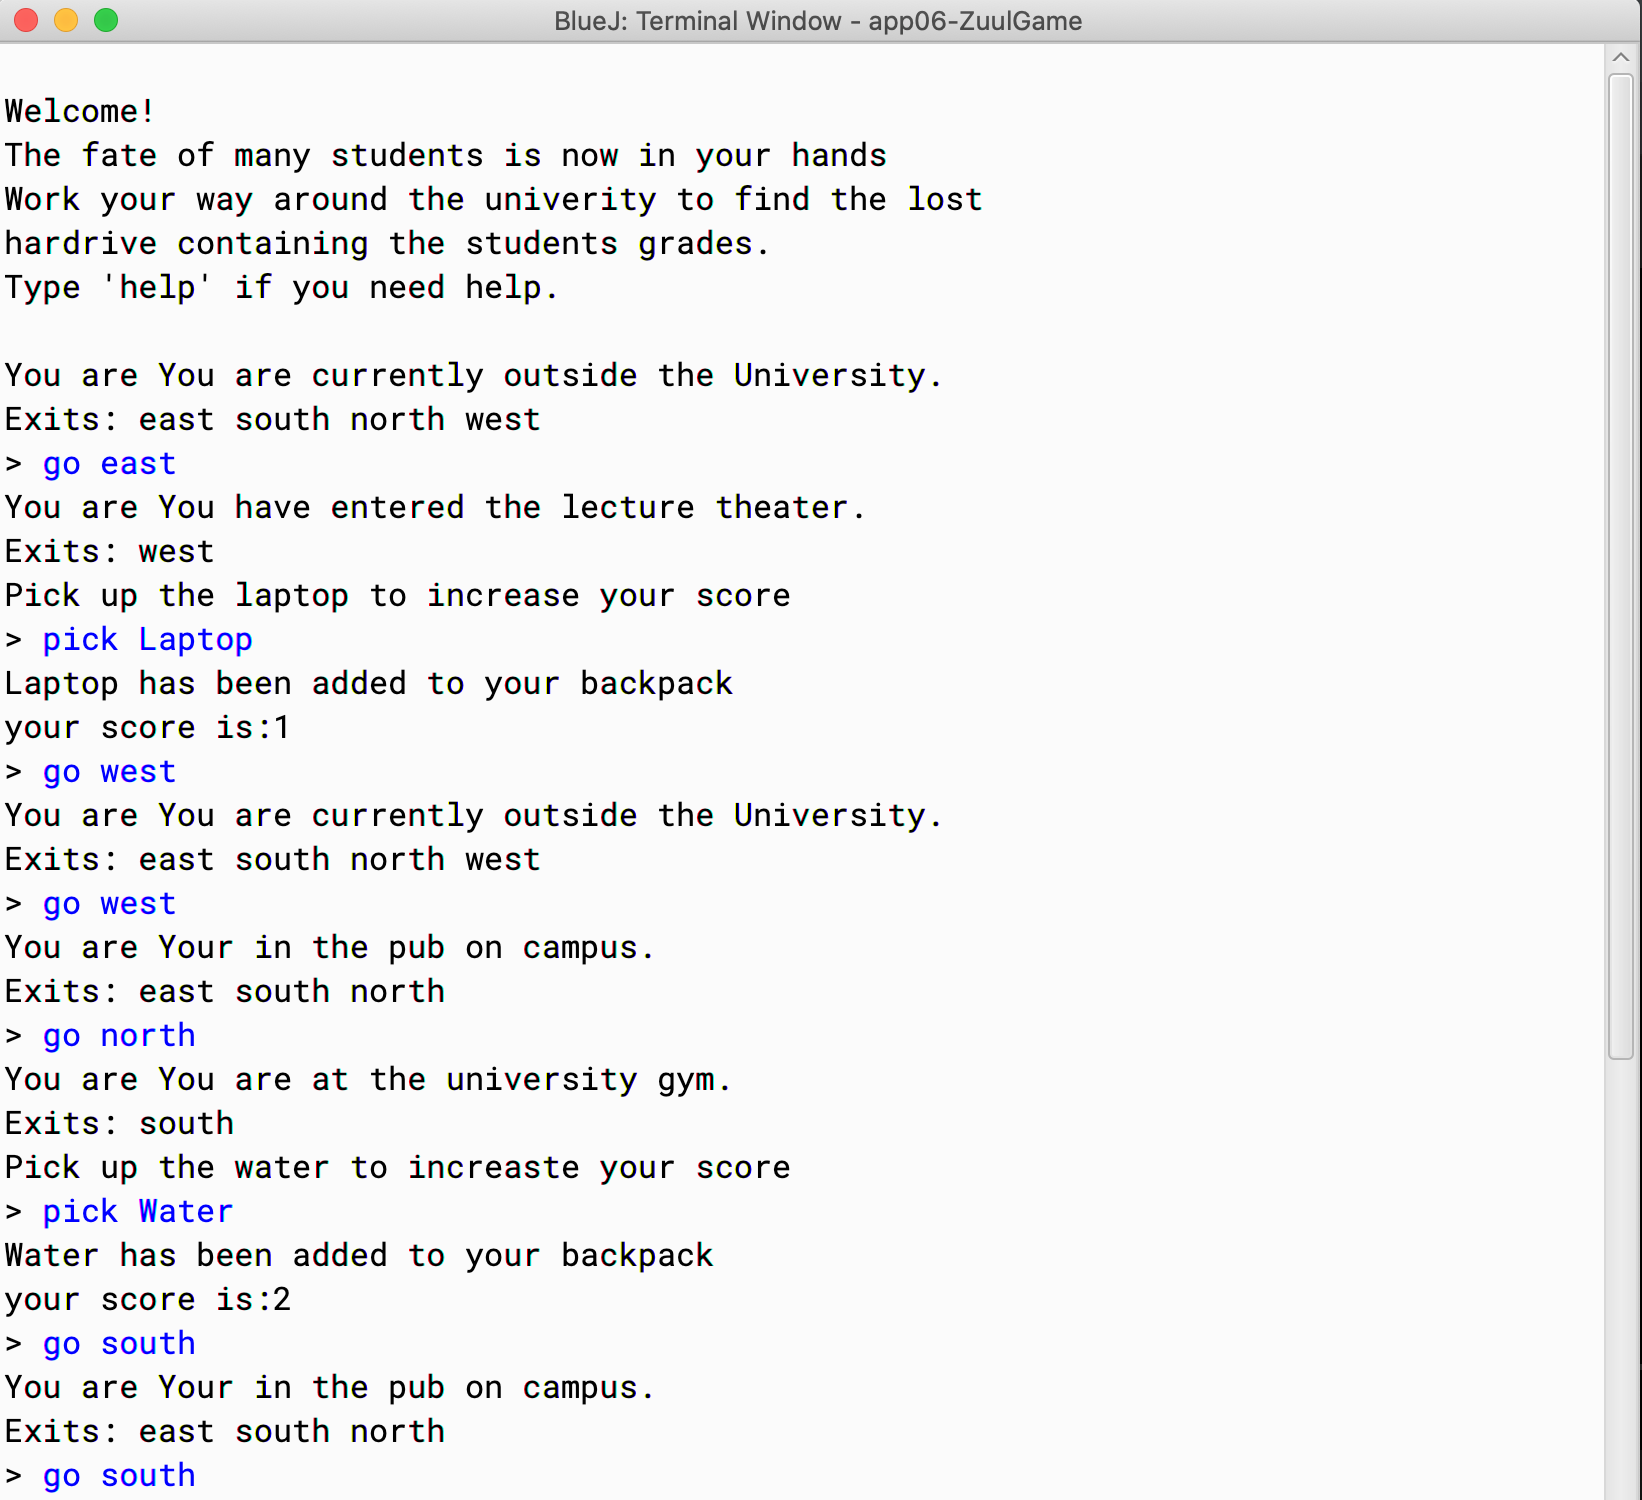 BlueJ: Terminal Window - app06-ZuulGame
Welcome!
The fate of many students is now in your hands
Work your way around the univerity to find the lost
hardrive containing the students grades.
Type 'help' if you need help.
You are You are currently outside the University.
Exits: east south north west
> go east
You are You have entered the lecture theater.
Exits: west
Pick up the laptop to increase your score
> pick Laptop
Laptop has been added to your backpack
your score is:1
> go west
You are You are currently outside the University.
Exits: east south north west
> go west
You are Your in the pub on campus.
Exits: east south north
> go north
You are You are at the university gym.
Exits: south
Pick up the water to increaste your score
> pick Water
Water has been added to your backpack
your score is:2
> go south
You are Your in the pub on campus.
Exits: east south north
> go south